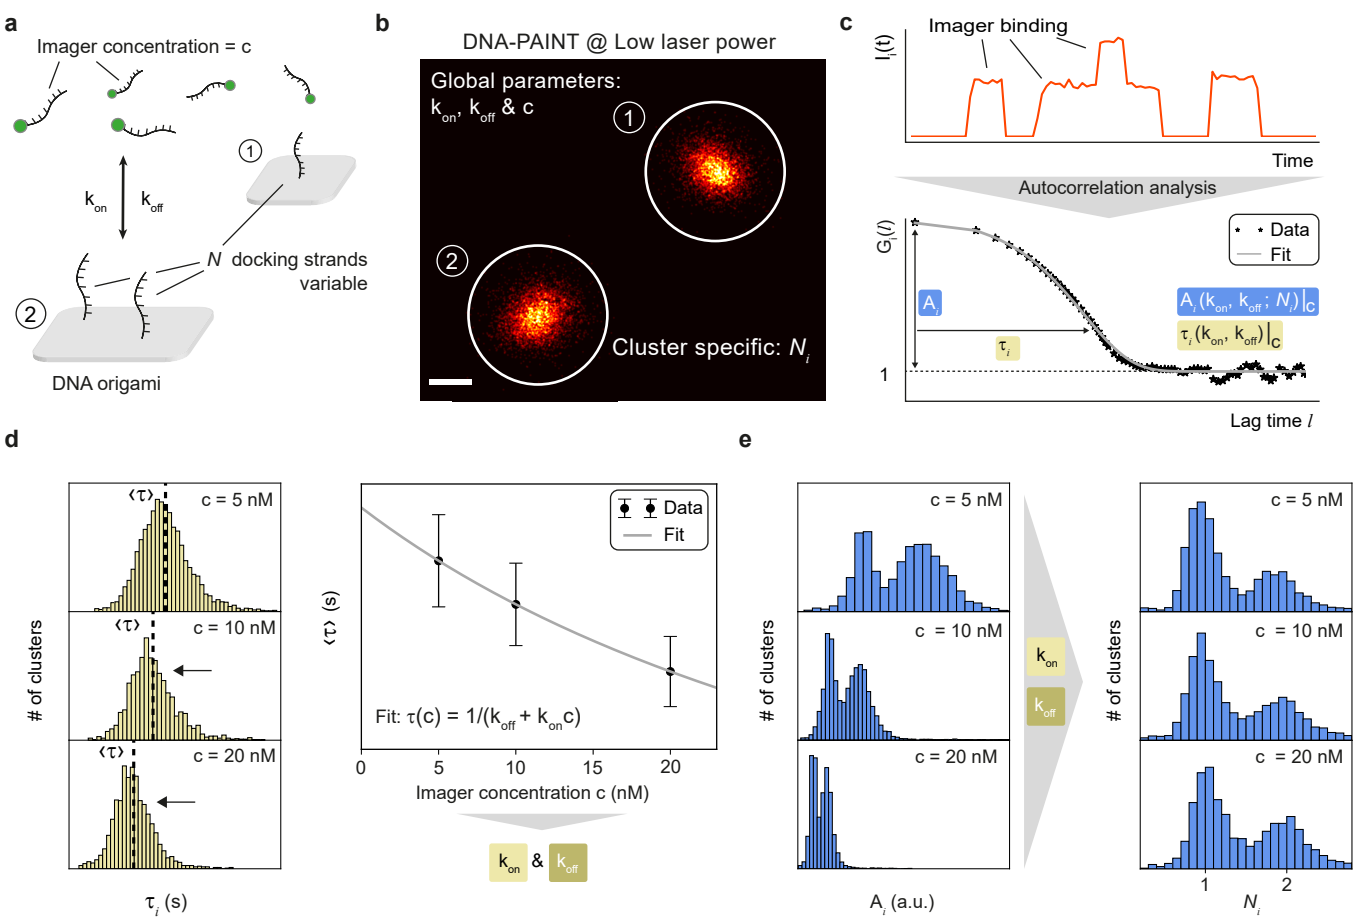 a
Imager concentration = c
1
k_on
k_off
N docking strands
variable
2
DNA origami
b
DNA-PAINT @ Low laser power
Global parameters:
k_on, k_off & c
1
2
Cluster specific: N_i
c
Imager binding
I_i(t)
Time
Autocorrelation analysis
G_i(l)
Data
Fit
A_i
A_i(k_on, k_off; N_i)|_c
τ_i
τ_i(k_on, k_off)|_c
1
Lag time l
d
⟨τ⟩
c = 5 nM
⟨τ⟩
c = 10 nM
⟨τ⟩
c = 20 nM
# of clusters
τ_i (s)
Data
Fit
⟨τ⟩ (s)
Fit: τ(c) = 1/(k_off + k_on c)
0 5 10 15 20
Imager concentration c (nM)
k_on & k_off
e
c = 5 nM
c = 10 nM
c = 20 nM
# of clusters
A_i (a.u.)
k_on
k_off
c = 5 nM
c = 10 nM
c = 20 nM
# of clusters
1 2
N_i